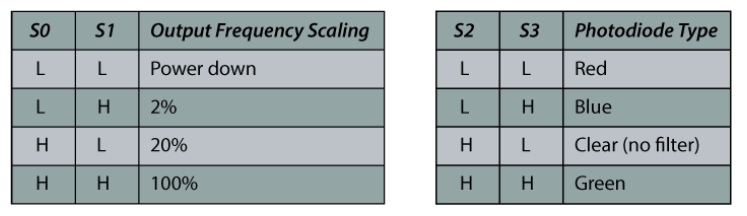 S0 S1 Output Frequency Scaling
L L Power down
L H 2%
H L 20%
H H 100%
S2 S3 Photodiode Type
L L Red
L H Blue
H L Clear (no filter)
H H Green